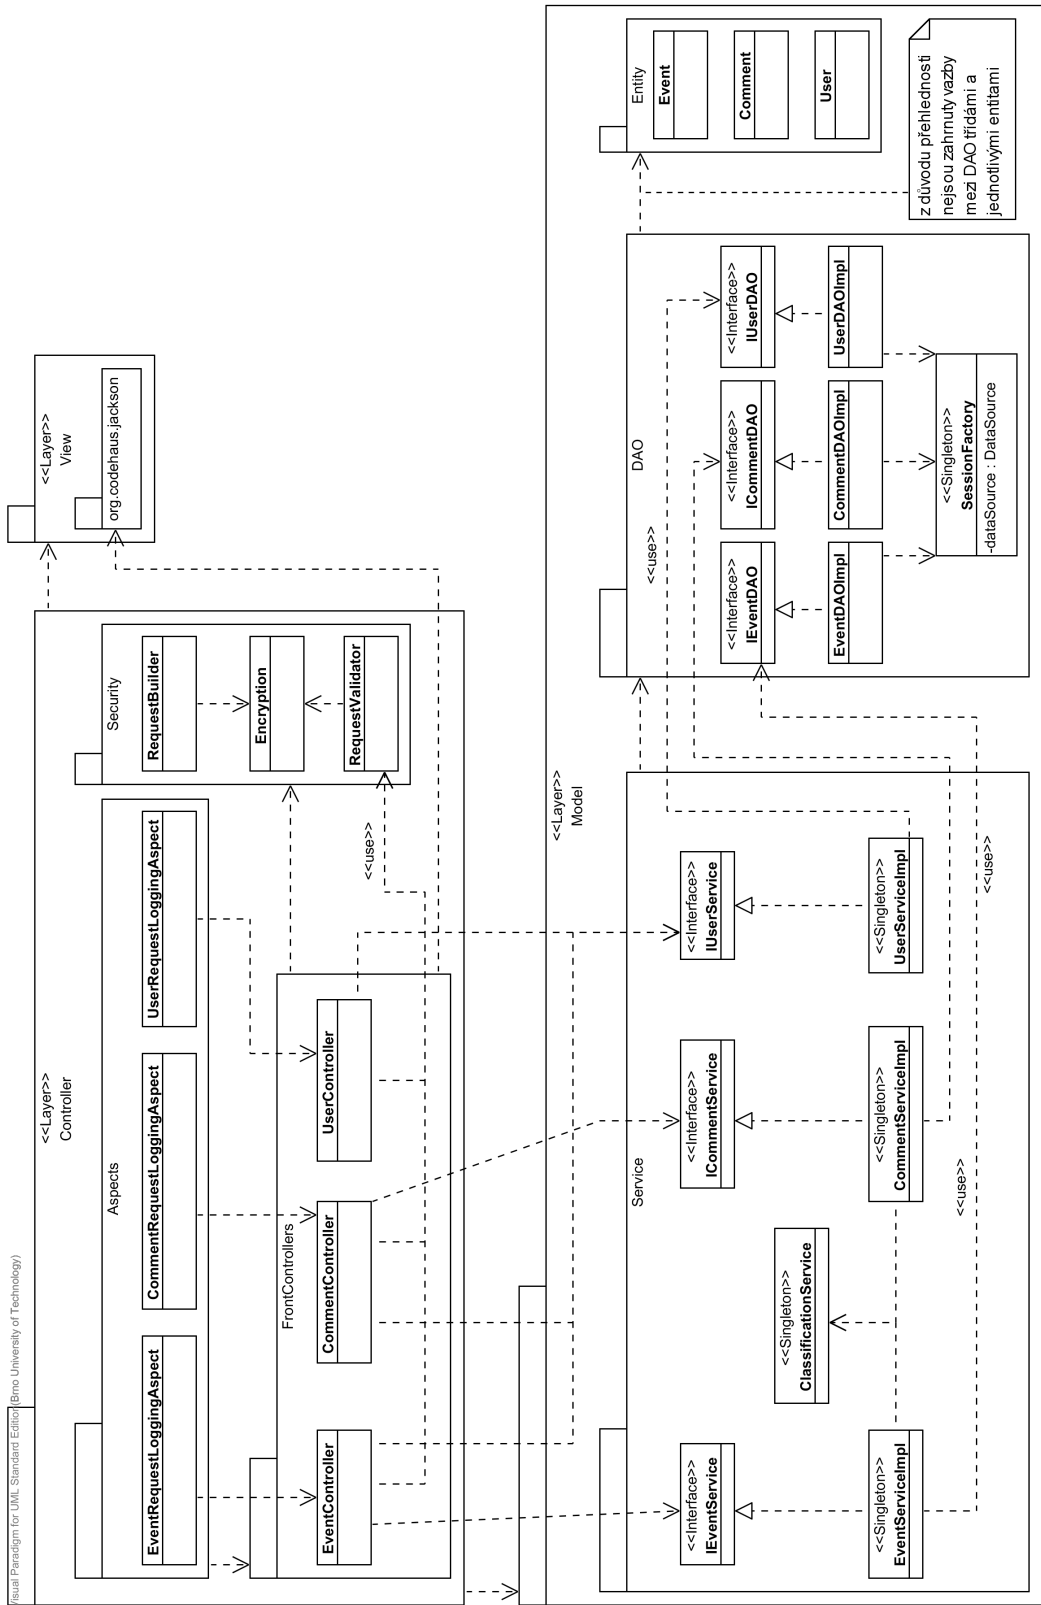 Visual Paradigm for UML Standard Edition(Brno University of Technology)
<<Layer>>
Controller
Aspects
EventRequestLoggingAspect
CommentRequestLoggingAspect
UserRequestLoggingAspect
Security
RequestBuilder
Encryption
RequestValidator
<<use>>
FrontControllers
EventController
CommentController
UserController
<<Layer>>
View
org.codehaus.jackson
<<Layer>>
Model
Service
<<Interface>>
IEventService
<<Interface>>
ICommentService
<<Interface>>
IUserService
<<Singleton>>
ClassificationService
<<Singleton>>
EventServiceImpl
<<Singleton>>
CommentServiceImpl
<<Singleton>>
UserServiceImpl
<<use>>
<<use>>
<<use>>
DAO
<<Interface>>
IEventDAO
<<Interface>>
ICommentDAO
<<Interface>>
IUserDAO
EventDAOImpl
CommentDAOImpl
UserDAOImpl
<<Singleton>>
SessionFactory
-dataSource : DataSource
Entity
Event
Comment
User
z důvodu přehlednosti
nejsou zahrnuty vazby
mezi DAO třídámi a
jednotlivými entitami